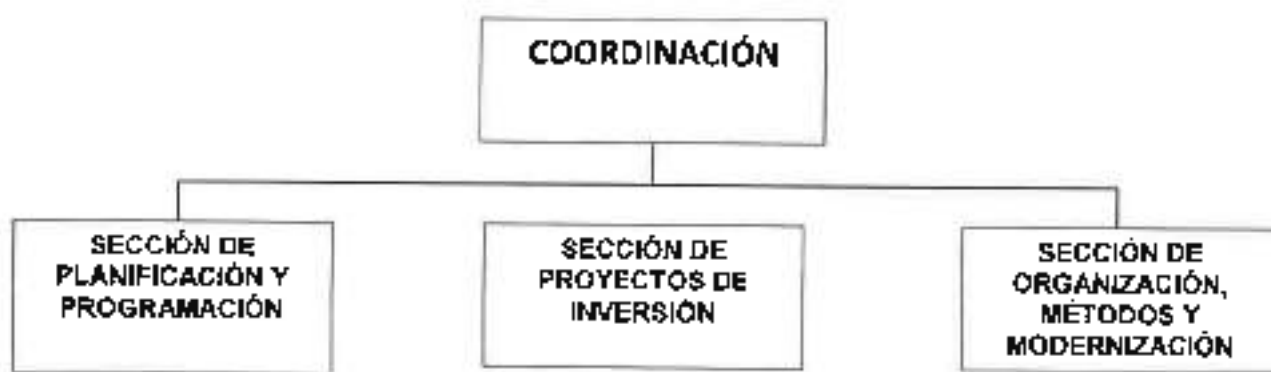 COORDINACIÓN
SECCIÓN DE
PLANIFICACIÓN Y
PROGRAMACIÓN
SECCIÓN DE
PROYECTOS DE
INVERSIÓN
SECCIÓN DE
ORGANIZACIÓN,
MÉTODOS Y
MODERNIZACIÓN